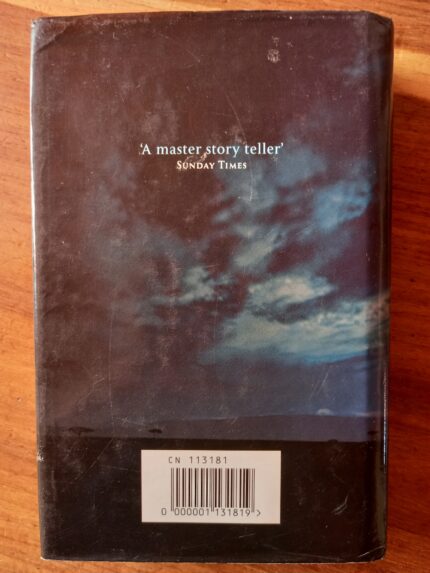 ‘A master story teller’
SUNDAY TIMES
CN 113181
0 000001 131819 >